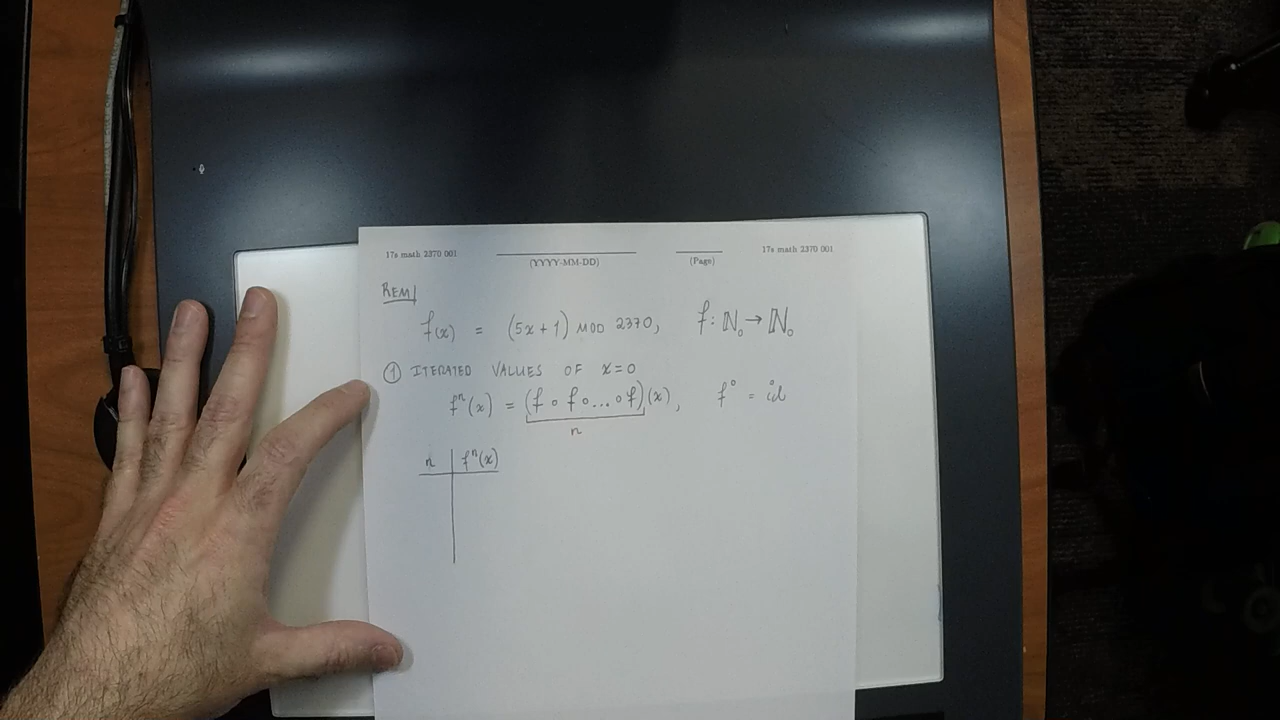 17s math 2370 001 (YYYY-MM-DD) (Page) 17s math 2370 001
REM
f(x) = (5x+1) MOD 2370, f: ℕ₀ → ℕ₀
① ITERATED VALUES OF x=0
fⁿ(x) = (f ∘ f ∘ ... ∘ f)(x), f⁰ = id
n
n fⁿ(x)